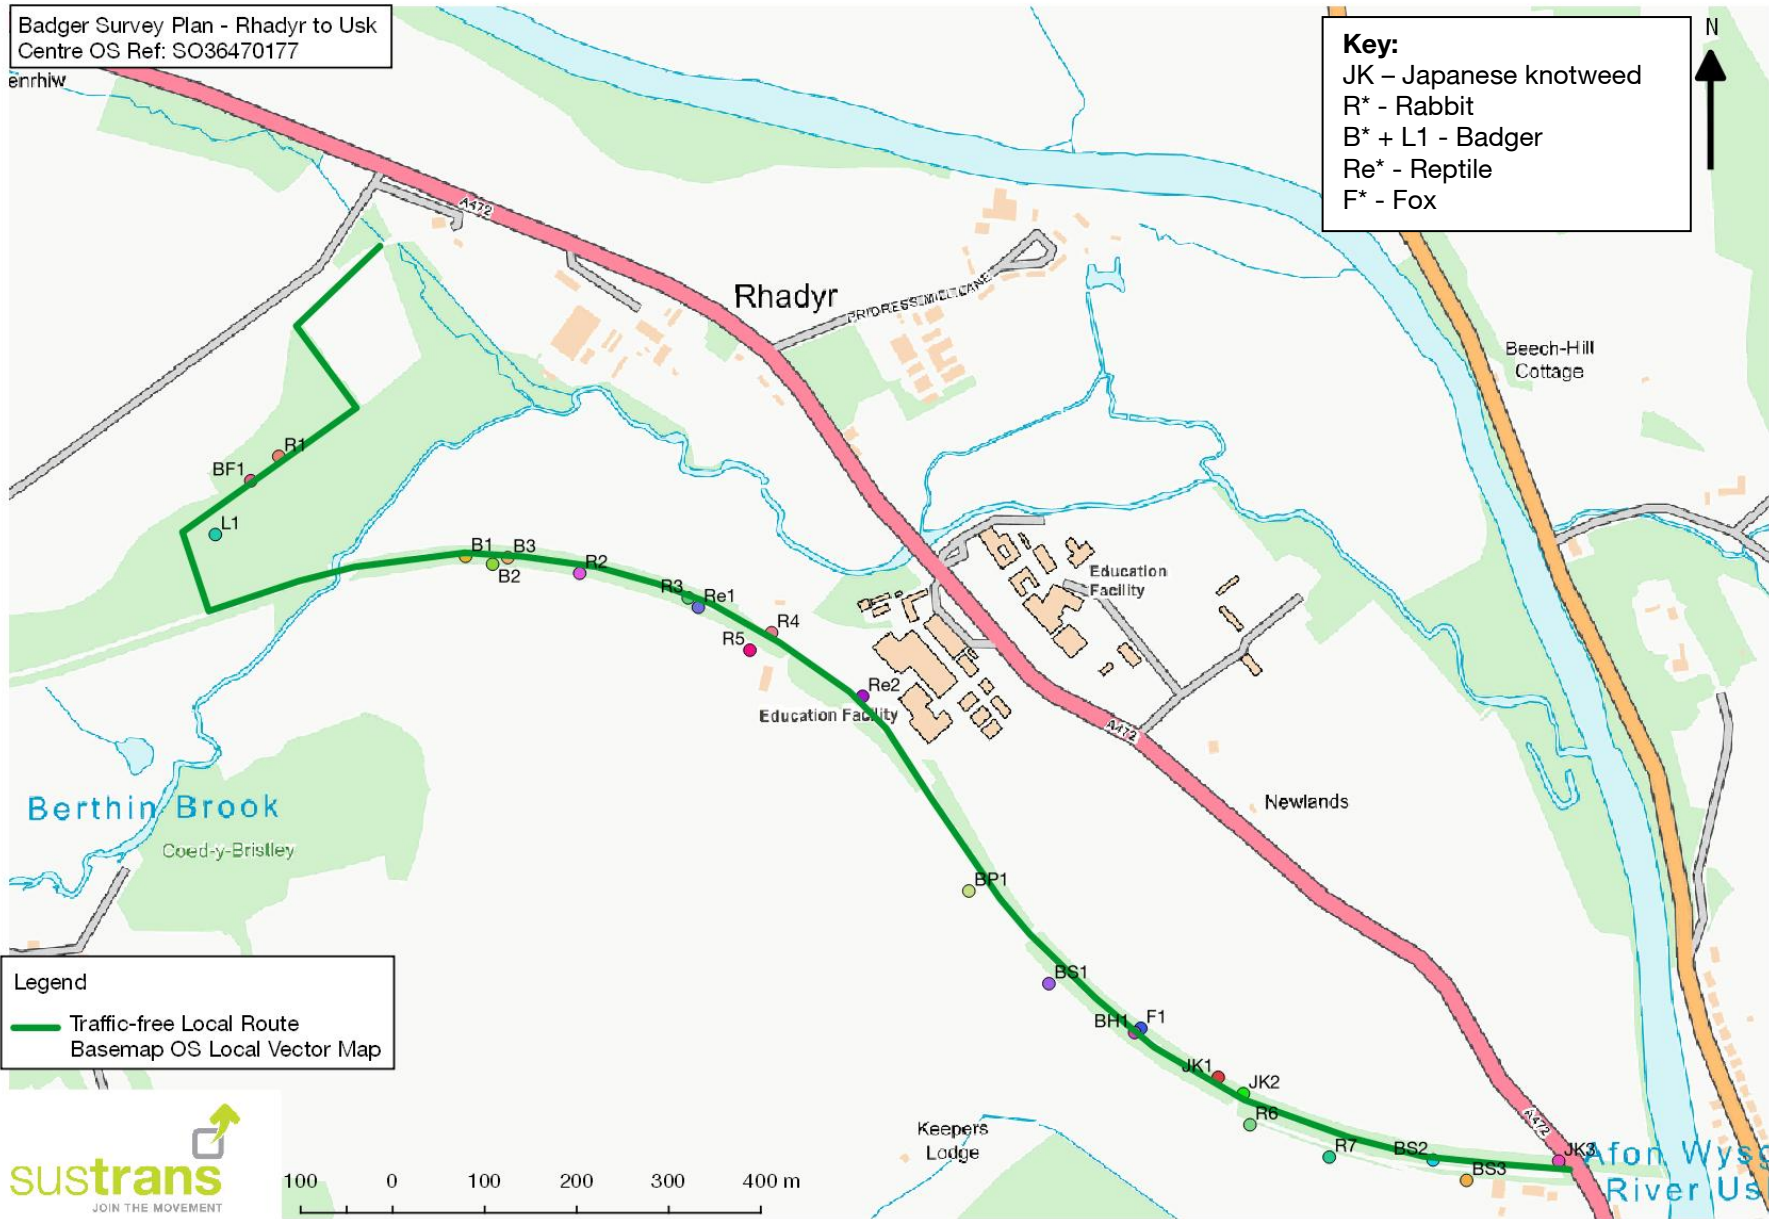 Badger Survey Plan - Rhadyr to Usk
Centre OS Ref: SO36470177
enrhiw
Key:
JK – Japanese knotweed
R* - Rabbit
B* + L1 - Badger
Re* - Reptile
F* - Fox
N
A472
Rhadyr
PRIORESS MILL LANE
Beech-Hill
Cottage
R1
BF1
L1
B1
B3
B2
R2
R3
Re1
R4
R5
Re2
Education
Facility
Education Facility
A472
Newlands
Berthin Brook
Coed-y-Bristley
BP1
BS1
BH1
F1
JK1
JK2
R6
R7
BS2
BS3
JK3
A472
Keepers
Lodge
Afon Wysg
River Us
Legend
Traffic-free Local Route
Basemap OS Local Vector Map
sustrans
JOIN THE MOVEMENT
100 0 100 200 300 400 m